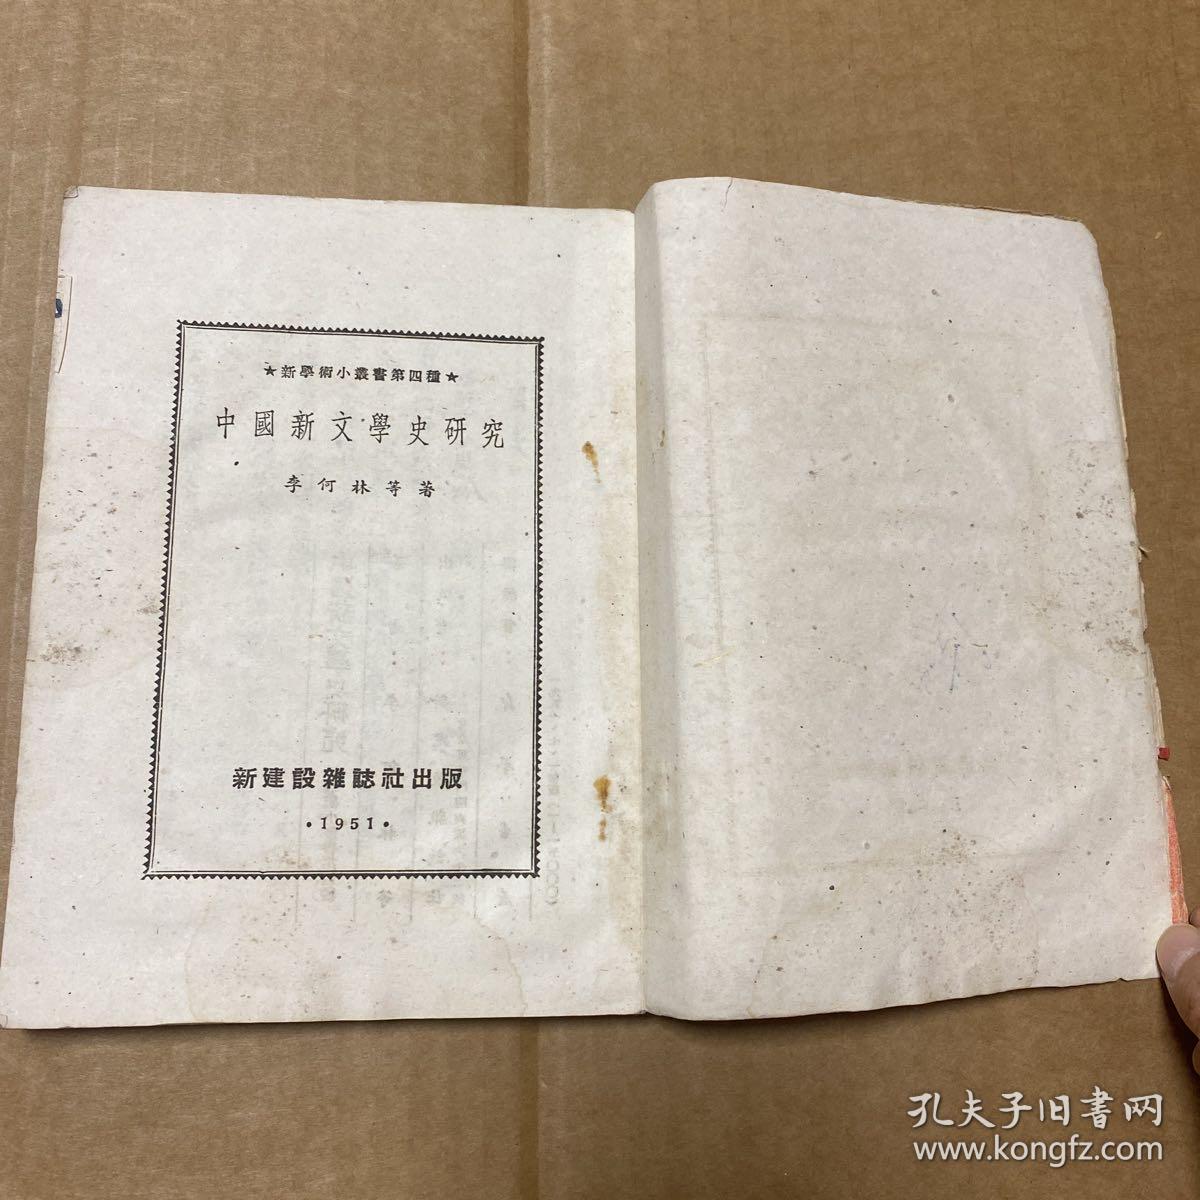 ★新學術小叢書第四種★
中國新文學史研究
李何林等著
新建設雜誌社出版
·1951·
孔夫子旧书网
www.kongfz.com